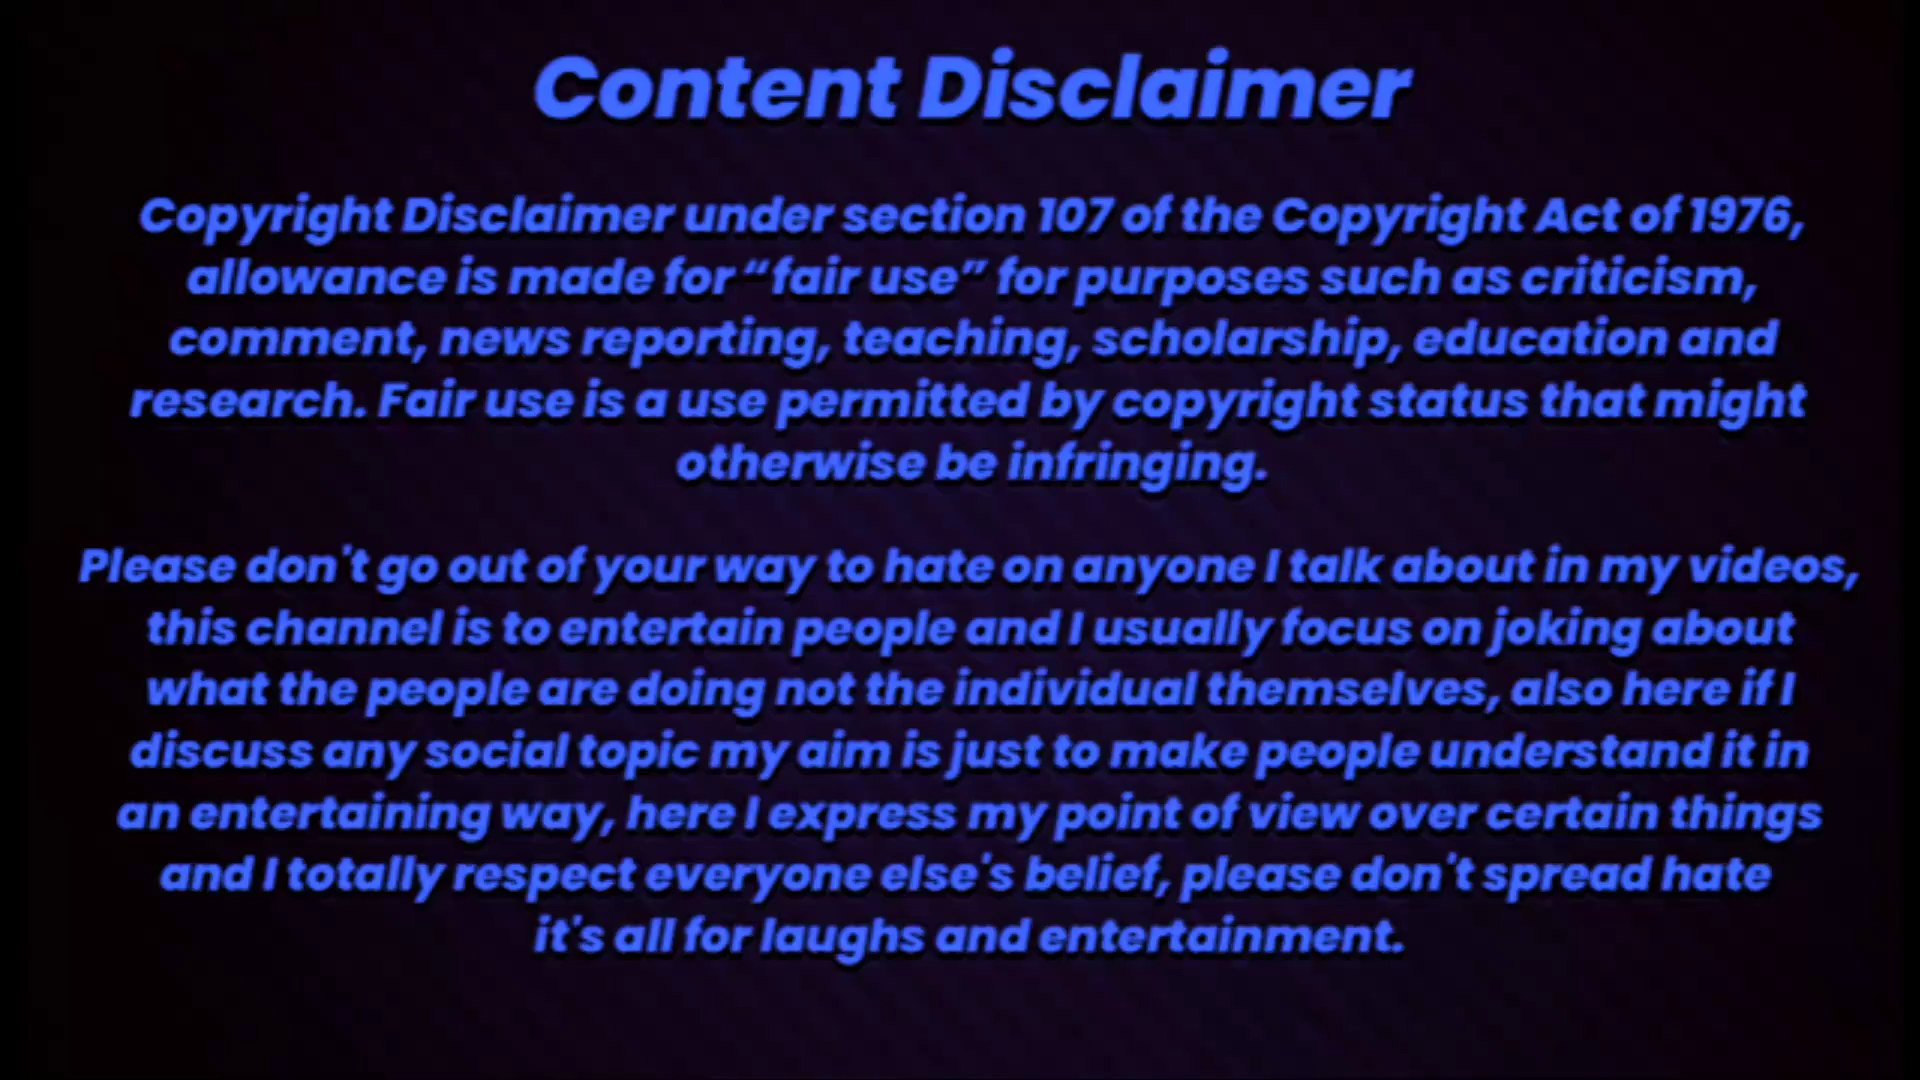 Content Disclaimer
Copyright Disclaimer under section 107 of the Copyright Act of 1976,
allowance is made for “fair use” for purposes such as criticism,
comment, news reporting, teaching, scholarship, education and
research. Fair use is a use permitted by copyright status that might
otherwise be infringing.
Please don't go out of your way to hate on anyone I talk about in my videos,
this channel is to entertain people and I usually focus on joking about
what the people are doing not the individual themselves, also here if I
discuss any social topic my aim is just to make people understand it in
an entertaining way, here I express my point of view over certain things
and I totally respect everyone else's belief, please don't spread hate
it's all for laughs and entertainment.